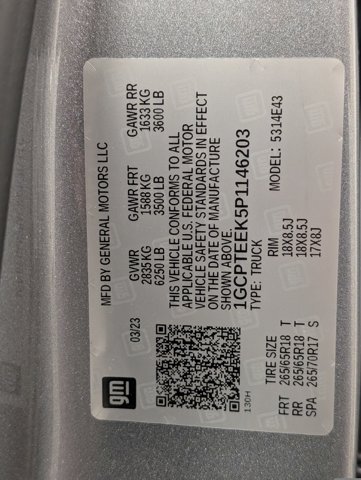 gm
MFD BY GENERAL MOTORS LLC
03/23
GVWR GAWR FRT GAWR RR
2835 KG 1588 KG 1633 KG
6250 LB 3500 LB 3600 LB
THIS VEHICLE CONFORMS TO ALL
APPLICABLE U.S. FEDERAL MOTOR
VEHICLE SAFETY STANDARDS IN EFFECT
ON THE DATE OF MANUFACTURE
SHOWN ABOVE.
1GCPTEEK5P1146203
TYPE: TRUCK MODEL: 5314E43
130H
TIRE SIZE RIM
FRT 265/65R18 T 18X8.5J
RR 265/65R18 T 18X8.5J
SPA 265/70R17 S 17X8J